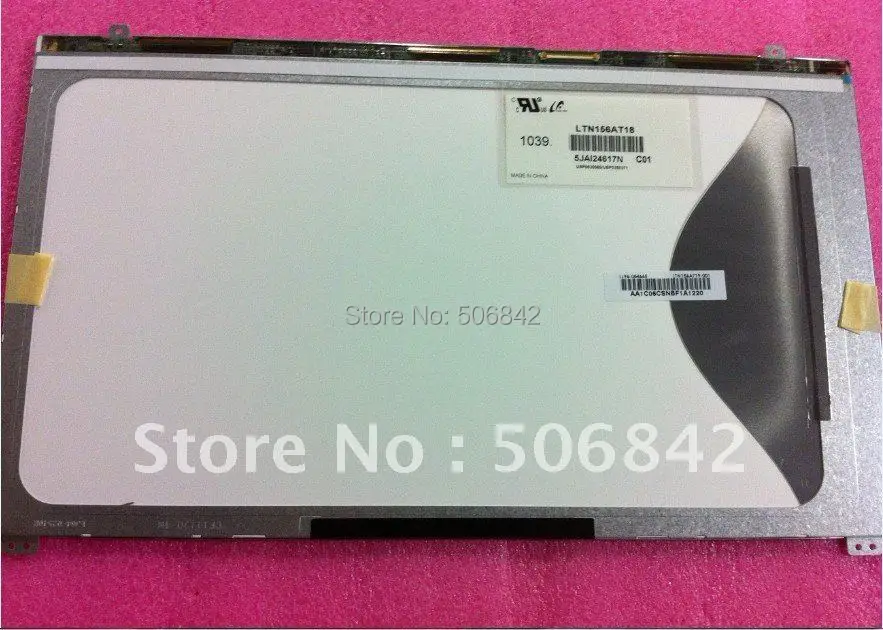 LTN156AT18
1039.
5JAI24617N C01
MADE IN CHINA
AA1C06CSNBF1A1220
Store No: 506842
Store No : 506842